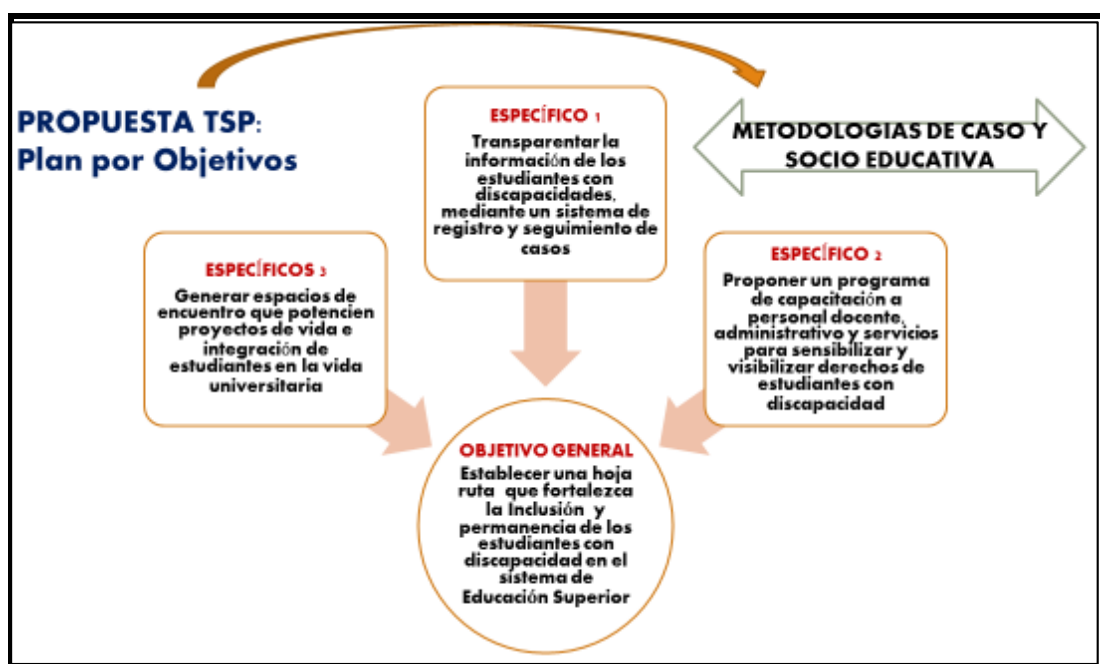 PROPUESTA TSP:
Plan por Objetivos
ESPECÍFICO 1
Transparentar la
información de los
estudiantes con
discapacidades,
mediante un sistema de
registro y seguimiento de
casos
METODOLOGIAS DE CASO Y
SOCIO EDUCATIVA
ESPECÍFICOS 3
Generar espacios de
encuentro que potencien
proyectos de vida e
integración de
estudiantes en la vida
universitaria
ESPECÍFICO 2
Proponer un programa
de capacitación a
personal docente,
administrativo y servicios
para sensibilizar y
visibilizar derechos de
estudiantes con
discapacidad
OBJETIVO GENERAL
Establecer una hoja
ruta que fortalezca
la Inclusión y
permanencia de los
estudiantes con
discapacidad en el
sistema de
Educación Superior